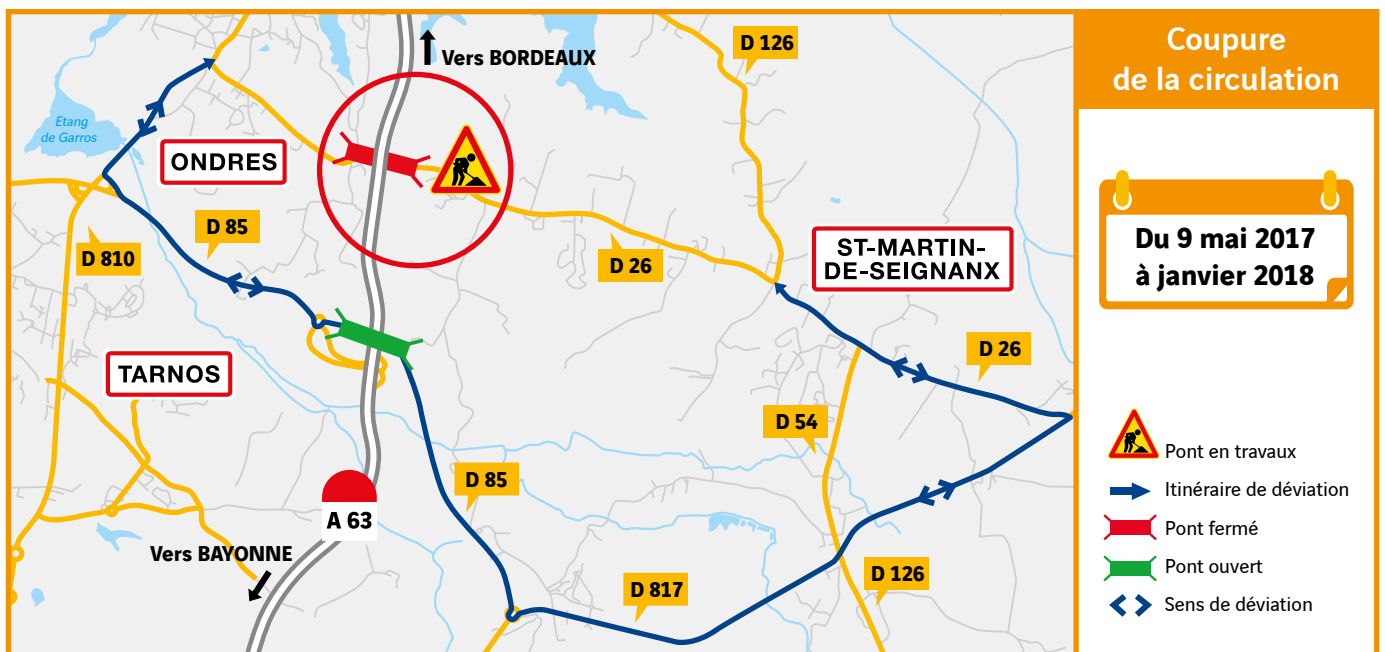 Vers BORDEAUX
D 126
Etang
de Garros
ONDRES
D 85
D 810
D 26
ST-MARTIN-
DE-SEIGNANX
D 26
TARNOS
D 54
D 85
A 63
Vers BAYONNE
D 817
D 126
Coupure
de la circulation
Du 9 mai 2017
à janvier 2018
Pont en travaux
Itinéraire de déviation
Pont fermé
Pont ouvert
Sens de déviation